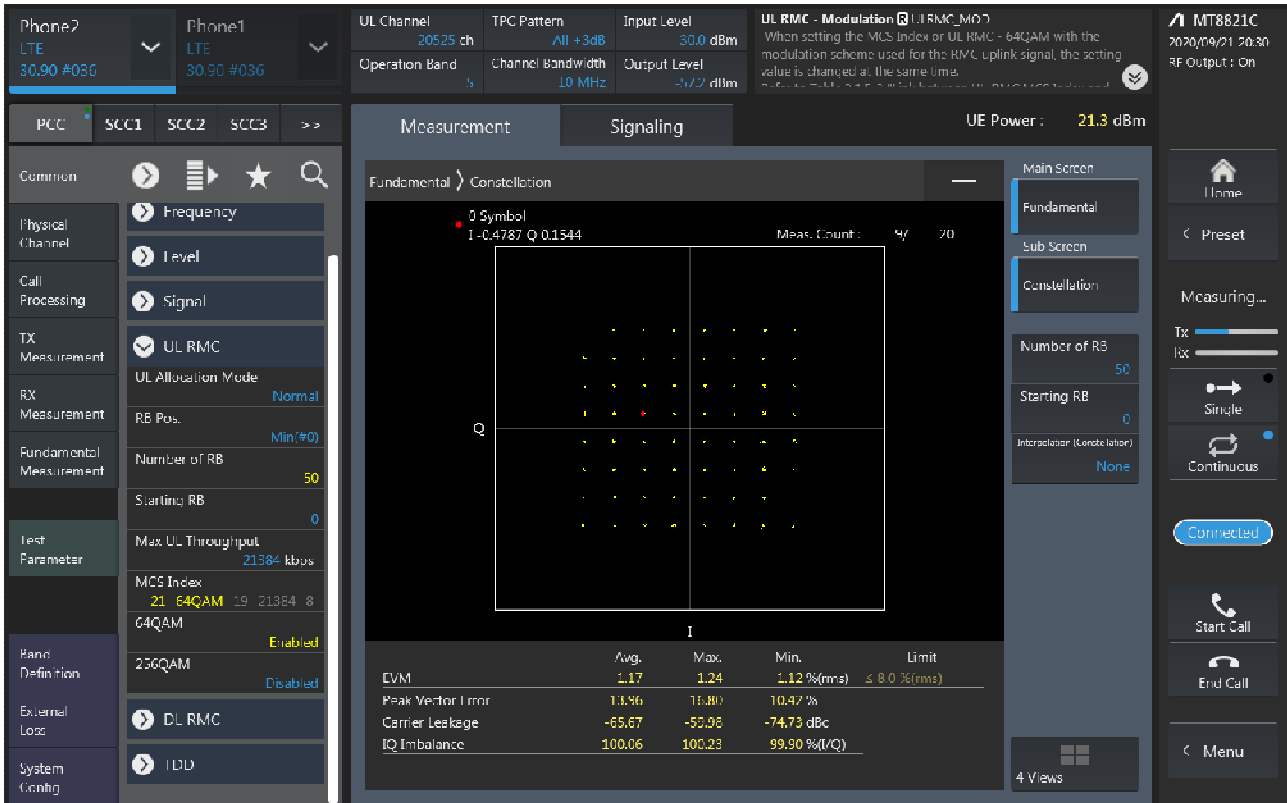 Phone2
LTE
30.90 #036
Phone1
LTE
30.90 #036
UL Channel
20525 ch
TPC Pattern
All +3dB
Input Level
30.0 dBm
Operation Band
5
Channel Bandwidth
10 MHz
Output Level
-57.2 dBm
UL RMC - Modulation R ULRMC_MOD
When setting the MCS Index or UL RMC - 64QAM with the
modulation scheme used for the RMC uplink signal, the setting
value is changed at the same time.
MT8821C
2020/09/21 20:30
RF Output : On
PCC
SCC1
SCC2
SCC3
>>
Measurement
Signaling
UE Power : 21.3 dBm
Common
Physical
Channel
Call
Processing
TX
Measurement
RX
Measurement
Fundamental
Measurement
Test
Parameter
Band
Definition
External
Loss
System
Config
Frequency
Level
Signal
UL RMC
UL Allocation Mode
Normal
RB Pos.
Min(#0)
Number of RB
50
Starting RB
0
Max UL Throughput
21384 kbps
MCS Index
21 64QAM 19 21384 8
64QAM
Enabled
256QAM
Disabled
DL RMC
TDD
Fundamental > Constellation
0 Symbol
I -0.4787 Q 0.1544
Meas. Count : 9/ 20
Q
I
Avg. Max. Min. Limit
EVM 1.17 1.24 1.12 %(rms) ≤ 8.0 %(rms)
Peak Vector Error 13.96 16.80 10.42 %
Carrier Leakage -65.67 -55.98 -74.73 dBc
IQ Imbalance 100.06 100.23 99.90 %(I/Q)
Main Screen
Fundamental
Sub Screen
Constellation
Number of RB
50
Starting RB
0
Interpolation (Constellation)
None
4 Views
Home
< Preset
Measuring...
Tx
Rx
Single
Continuous
Connected
Start Call
End Call
< Menu